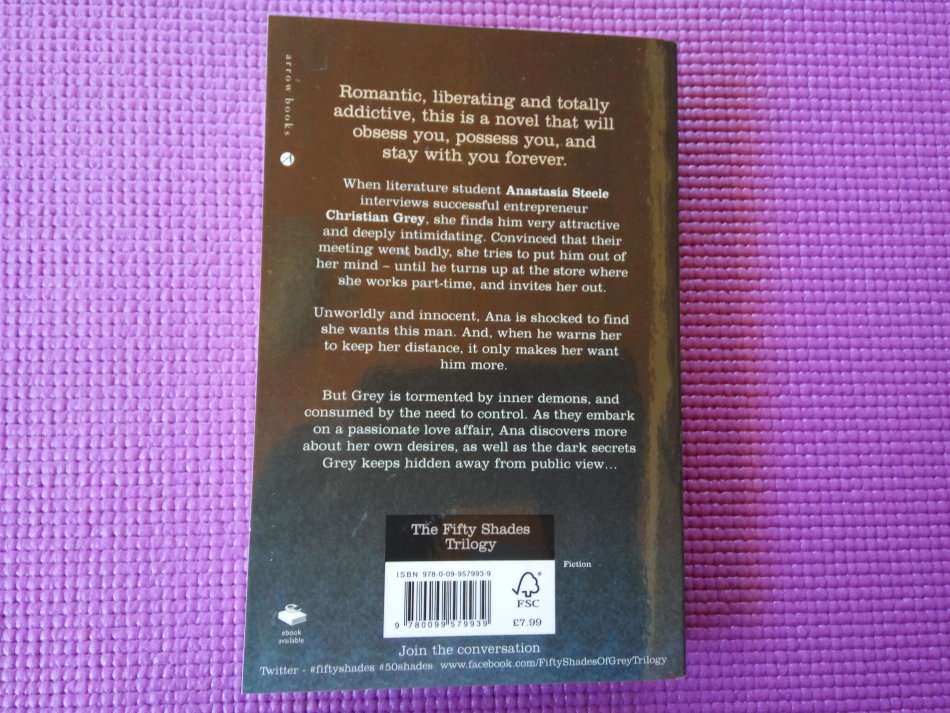 arrow books
Romantic, liberating and totally
addictive, this is a novel that will
obsess you, possess you, and
stay with you forever.
When literature student Anastasia Steele
interviews successful entrepreneur
Christian Grey, she finds him very attractive
and deeply intimidating. Convinced that their
meeting went badly, she tries to put him out of
her mind – until he turns up at the store where
she works part-time, and invites her out.
Unworldly and innocent, Ana is shocked to find
she wants this man. And, when he warns her
to keep her distance, it only makes her want
him more.
But Grey is tormented by inner demons, and
consumed by the need to control. As they embark
on a passionate love affair, Ana discovers more
about her own desires, as well as the dark secrets
Grey keeps hidden away from public view...
The Fifty Shades
Trilogy
ISBN 978-0-09-957993-9
Fiction
FSC
9 780099 579939
£7.99
ebook
available
Join the conversation
Twitter - #fiftyshades #50shades www.facebook.com/FiftyShadesOfGreyTrilogy